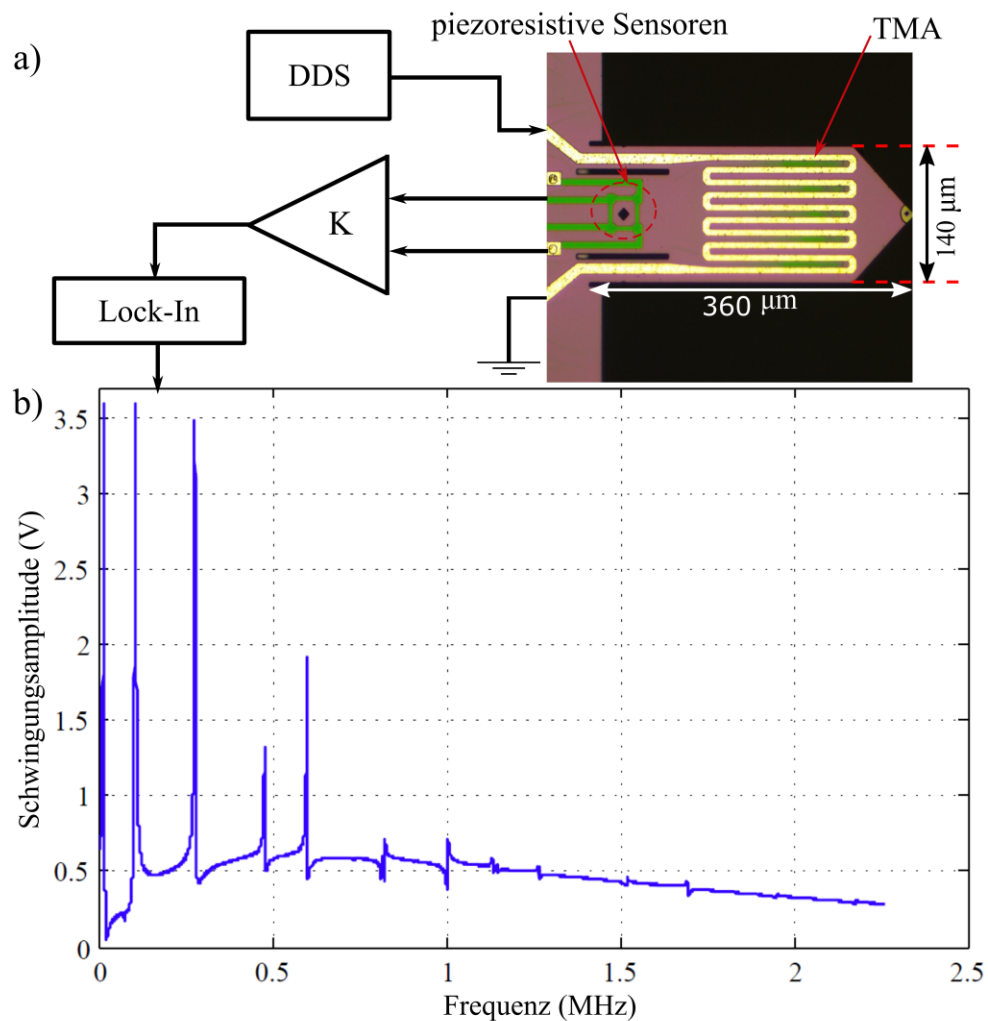 a)
piezoresistive Sensoren
TMA
DDS
K
Lock-In
140 μm
360 μm
b)
Schwingungsamplitude (V)
3.5
3
2.5
2
1.5
1
0.5
0
0
0.5
1
1.5
2
2.5
Frequenz (MHz)